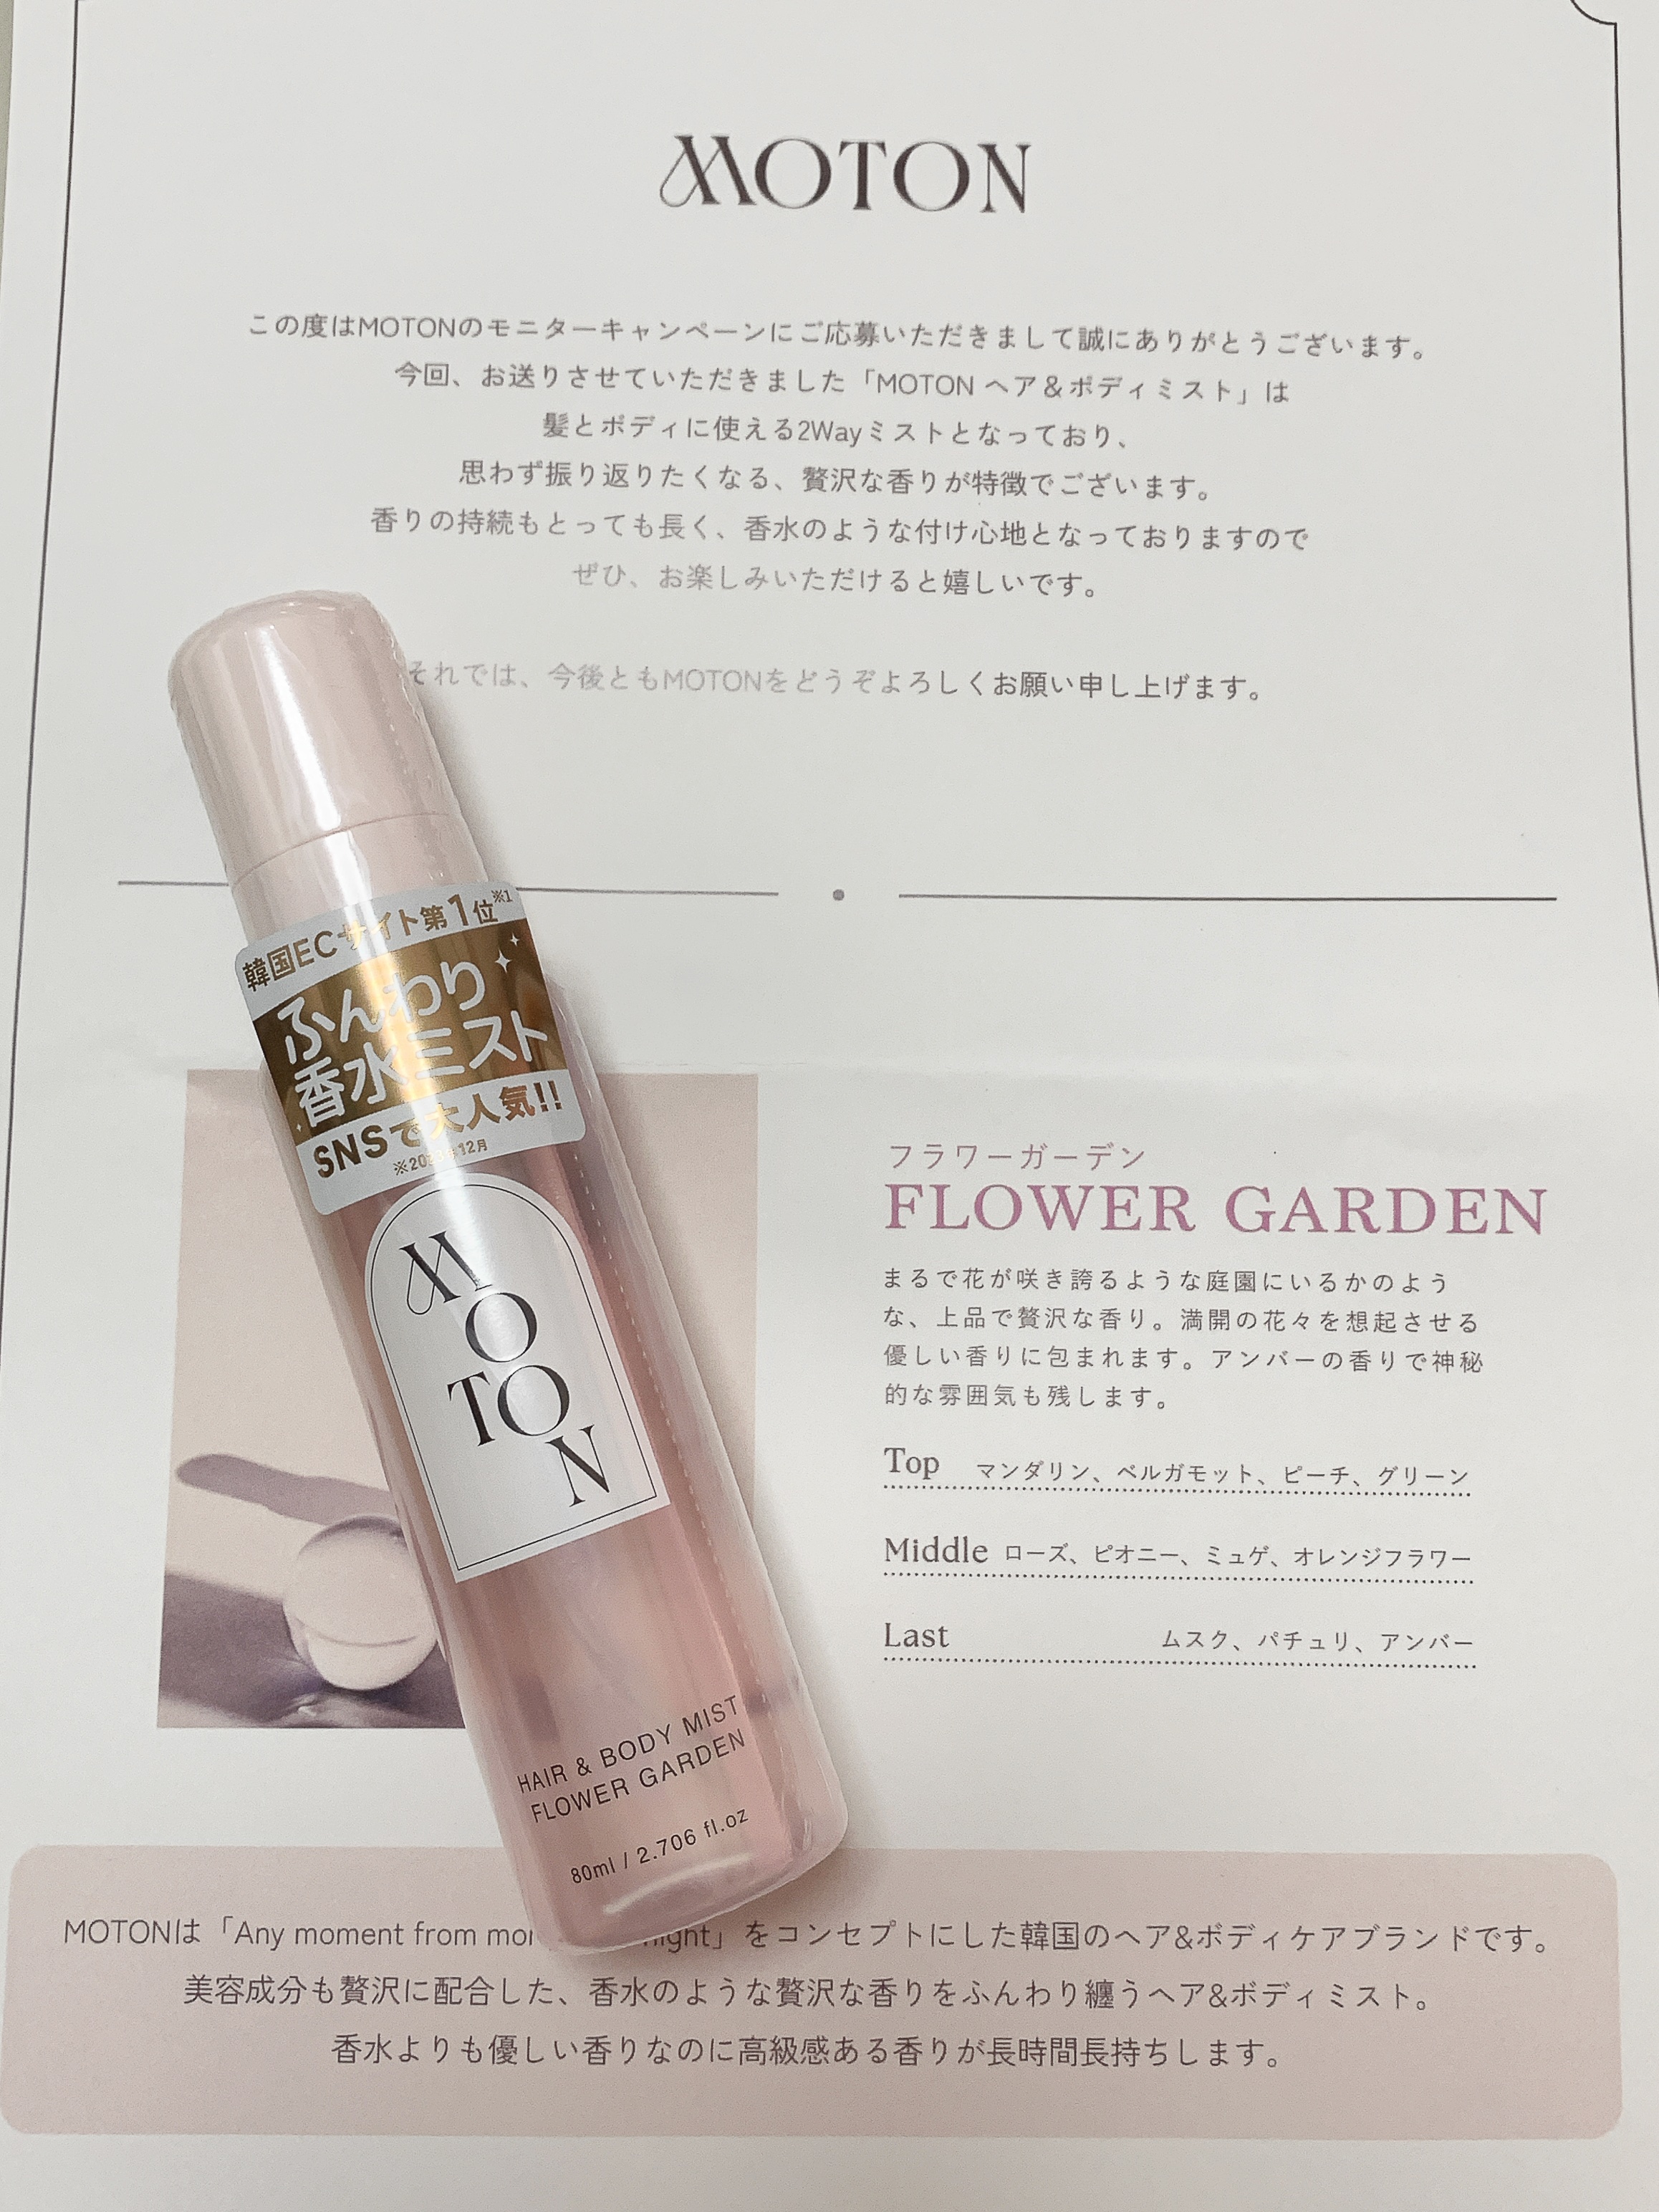 MOTON
この度はMOTONのモニターキャンペーンにご応募いただきまして誠にありがとうございます。
今回、お送りさせていただきました「MOTON ヘア＆ボディミスト」は
髪とボディに使える2Wayミストとなっており、
思わず振り返りたくなる、贅沢な香りが特徴でございます。
香りの持続もとっても長く、香水のような付け心地となっておりますので
ぜひ、お楽しみいただけると嬉しいです。
それでは、今後ともMOTONをどうぞよろしくお願い申し上げます。
韓国ECサイト第1位※1
ふんわり
香水ミスト
SNSで大人気!!
12月
M
O
TO
N
HAIR & BODY MIST
FLOWER GARDEN
80ml / 2.706 fl.oz
フラワーガーデン
FLOWER GARDEN
まるで花が咲き誇るような庭園にいるかのよう
な、上品で贅沢な香り。満開の花々を想起させる
優しい香りに包まれます。アンバーの香りで神秘
的な雰囲気も残します。
Top マンダリン、ベルガモット、ピーチ、グリーン
Middle ローズ、ピオニー、ミュゲ、オレンジフラワー
Last ムスク、パチュリ、アンバー
MOTONは「Any moment from 」をコンセプトにした韓国のヘア&ボディケアブランドです。
美容成分も贅沢に配合した、香水のような贅沢な香りをふんわり纏うヘア&ボディミスト。
香水よりも優しい香りなのに高級感ある香りが長時間長持ちします。